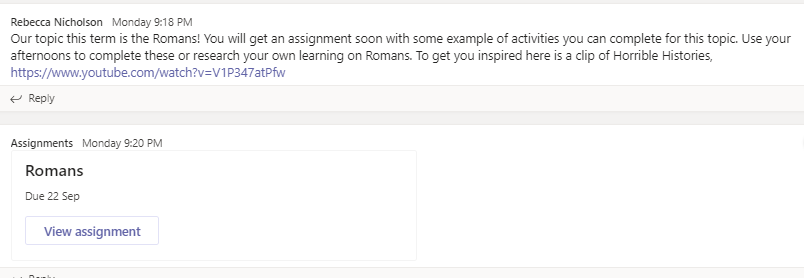 Rebecca Nicholson Monday 9:18 PM
Our topic this term is the Romans! You will get an assignment soon with some example of activities you can complete for this topic. Use your
afternoons to complete these or research your own learning on Romans. To get you inspired here is a clip of Horrible Histories,
https://www.youtube.com/watch?v=V1P347atPfw
Reply
Assignments Monday 9:20 PM
Romans
Due 22 Sep
View assignment
Reply